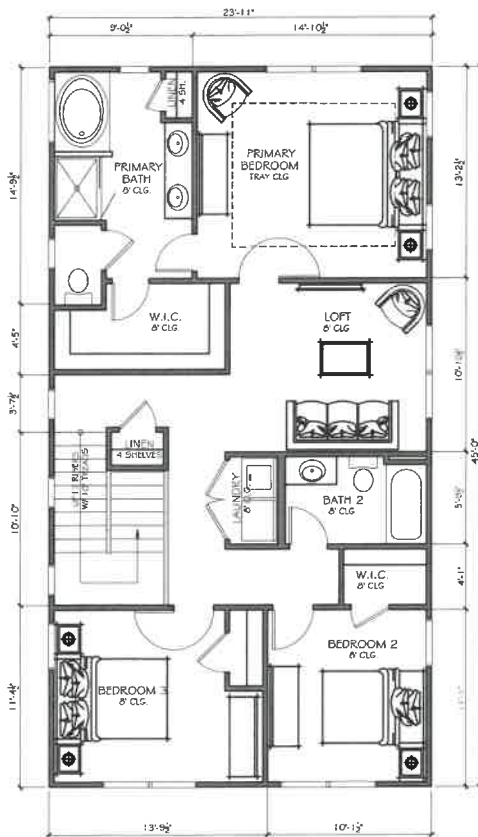 23'-11"
9'-0½"
14'-10½"
LINEN
4 SH.
PRIMARY
BATH
8' CLG.
PRIMARY
BEDROOM
TRAY CLG
14'-9½"
13'-2½"
W.I.C.
8' CLG
LOFT
8' CLG
4'-5"
3'-7½"
45'-0"
LINEN
4 SHELVES
LAUNDRY
BATH 2
8' CLG
10'-10"
W.I.C.
8' CLG
4'-1"
BEDROOM 2
8' CLG
BEDROOM 3
8' CLG
11'-4½"
13'-9½"
10'-1½"